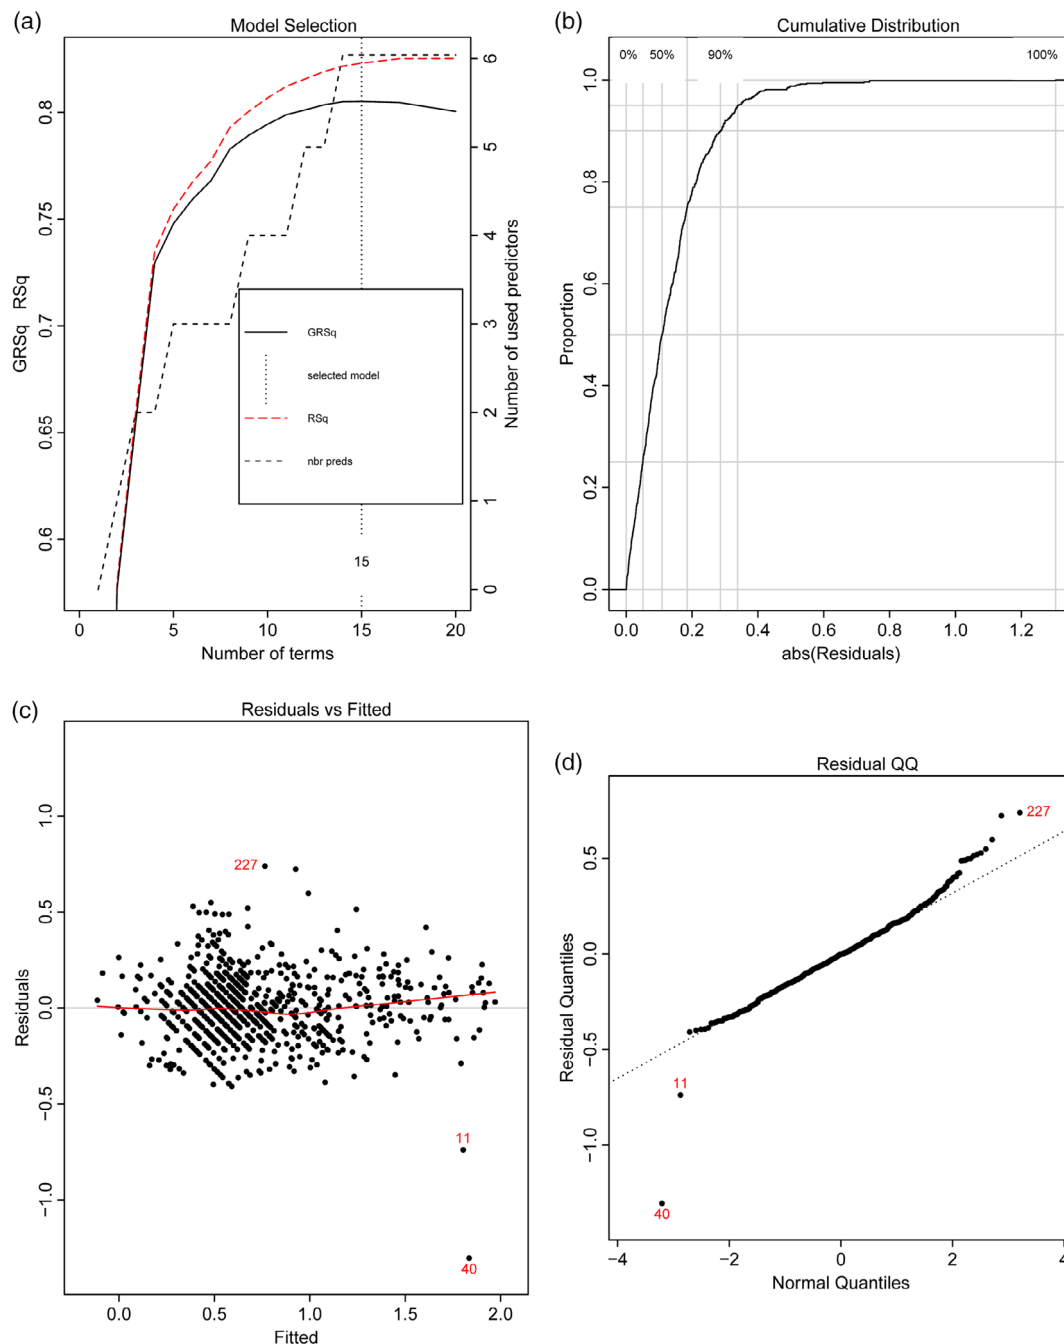 (a)
Model Selection
GRSq RSq
0.6
0.65
0.7
0.75
0.8
0
1
2
3
4
5
6
Number of used predictors
GRSq
selected model
RSq
nbr preds
15
0
5
10
15
20
Number of terms
(b)
Cumulative Distribution
0% 50% 90% 100%
Proportion
0.0
0.2
0.4
0.6
0.8
1.0
0.0 0.2 0.4 0.6 0.8 1.0 1.2
abs(Residuals)
(c)
Residuals vs Fitted
Residuals
1.0
0.5
0.0
−0.5
−1.0
227
11
40
0.0 0.5 1.0 1.5 2.0
Fitted
(d)
Residual QQ
Residual Quantiles
0.5
0.0
−0.5
−1.0
227
11
40
−4 −2 0 2 4
Normal Quantiles